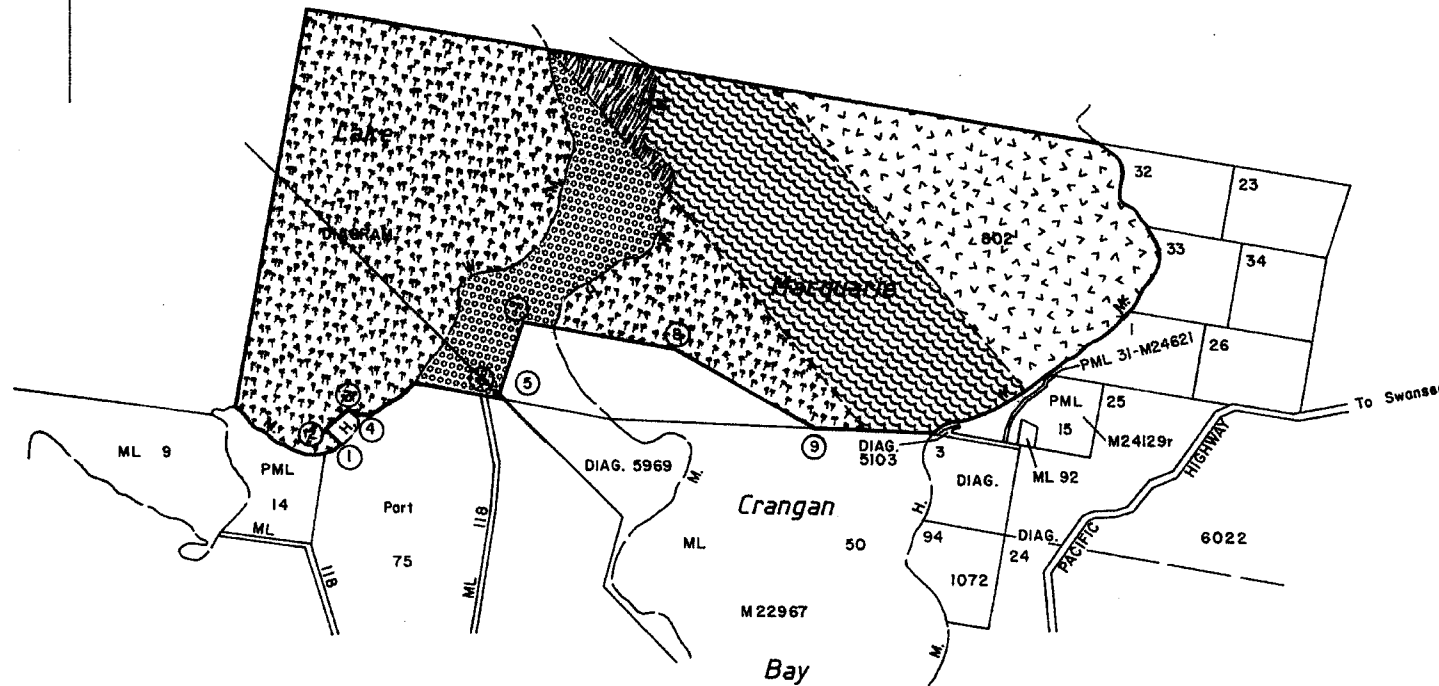 Lake
DIAGRAM
Macquarie
802
32
23
33
34
1
26
PML 31-M24621
25
PML
15
M24129r
To Swansea
HIGHWAY
PACIFIC
6022
ML 92
DIAG.
5103
3
DIAG.
H.
94
DIAG.
24
1072
M.
8
9
5
4
1
H.
M.
ML 9
PML
14
ML
118
Part
75
118
ML
DIAG. 5969
M.
Crangan
ML
50
M 22967
Bay
M.
M.